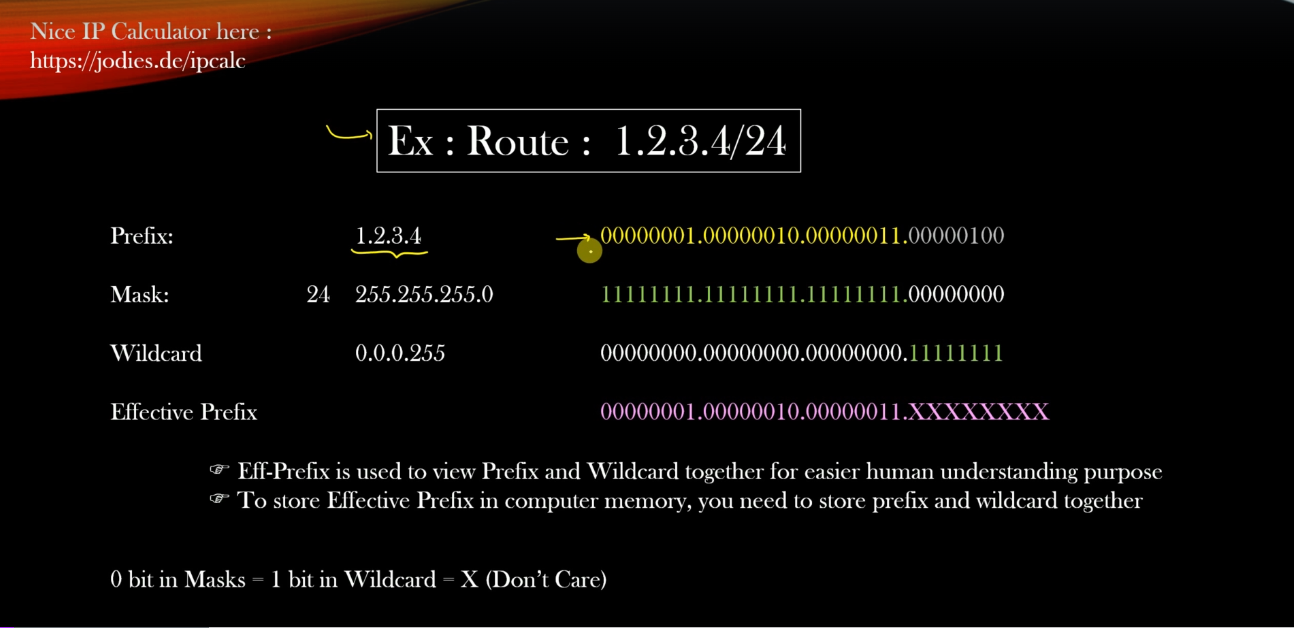 Nice IP Calculator here :
https://jodies.de/ipcalc
Ex : Route : 1.2.3.4/24
Prefix: 1.2.3.4 00000001.00000010.00000011.00000100
Mask: 24 255.255.255.0 11111111.11111111.11111111.00000000
Wildcard 0.0.0.255 00000000.00000000.00000000.11111111
Effective Prefix 00000001.00000010.00000011.XXXXXXXX
☞ Eff-Prefix is used to view Prefix and Wildcard together for easier human understanding purpose
☞ To store Effective Prefix in computer memory, you need to store prefix and wildcard together
0 bit in Masks = 1 bit in Wildcard = X (Don’t Care)